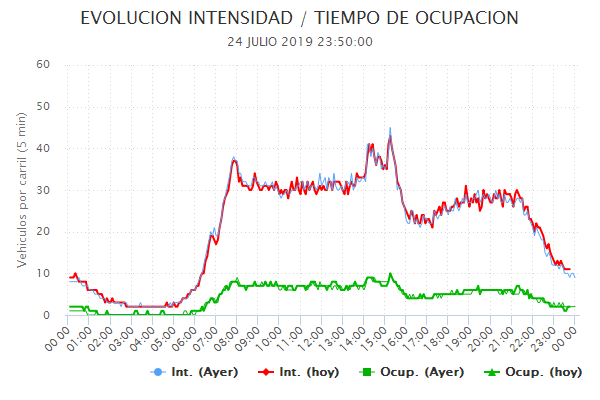 EVOLUCION INTENSIDAD / TIEMPO DE OCUPACION
24 JULIO 2019 23:50:00
Vehiculos por carril (5 min)
60
50
40
30
20
10
0
00:00 01:00 02:00 03:00 04:00 05:00 06:00 07:00 08:00 09:00 10:00 11:00 12:00 13:00 14:00 15:00 16:00 17:00 18:00 19:00 20:00 21:00 22:00 23:00 00:00
Int. (Ayer) Int. (hoy) Ocup. (Ayer) Ocup. (hoy)